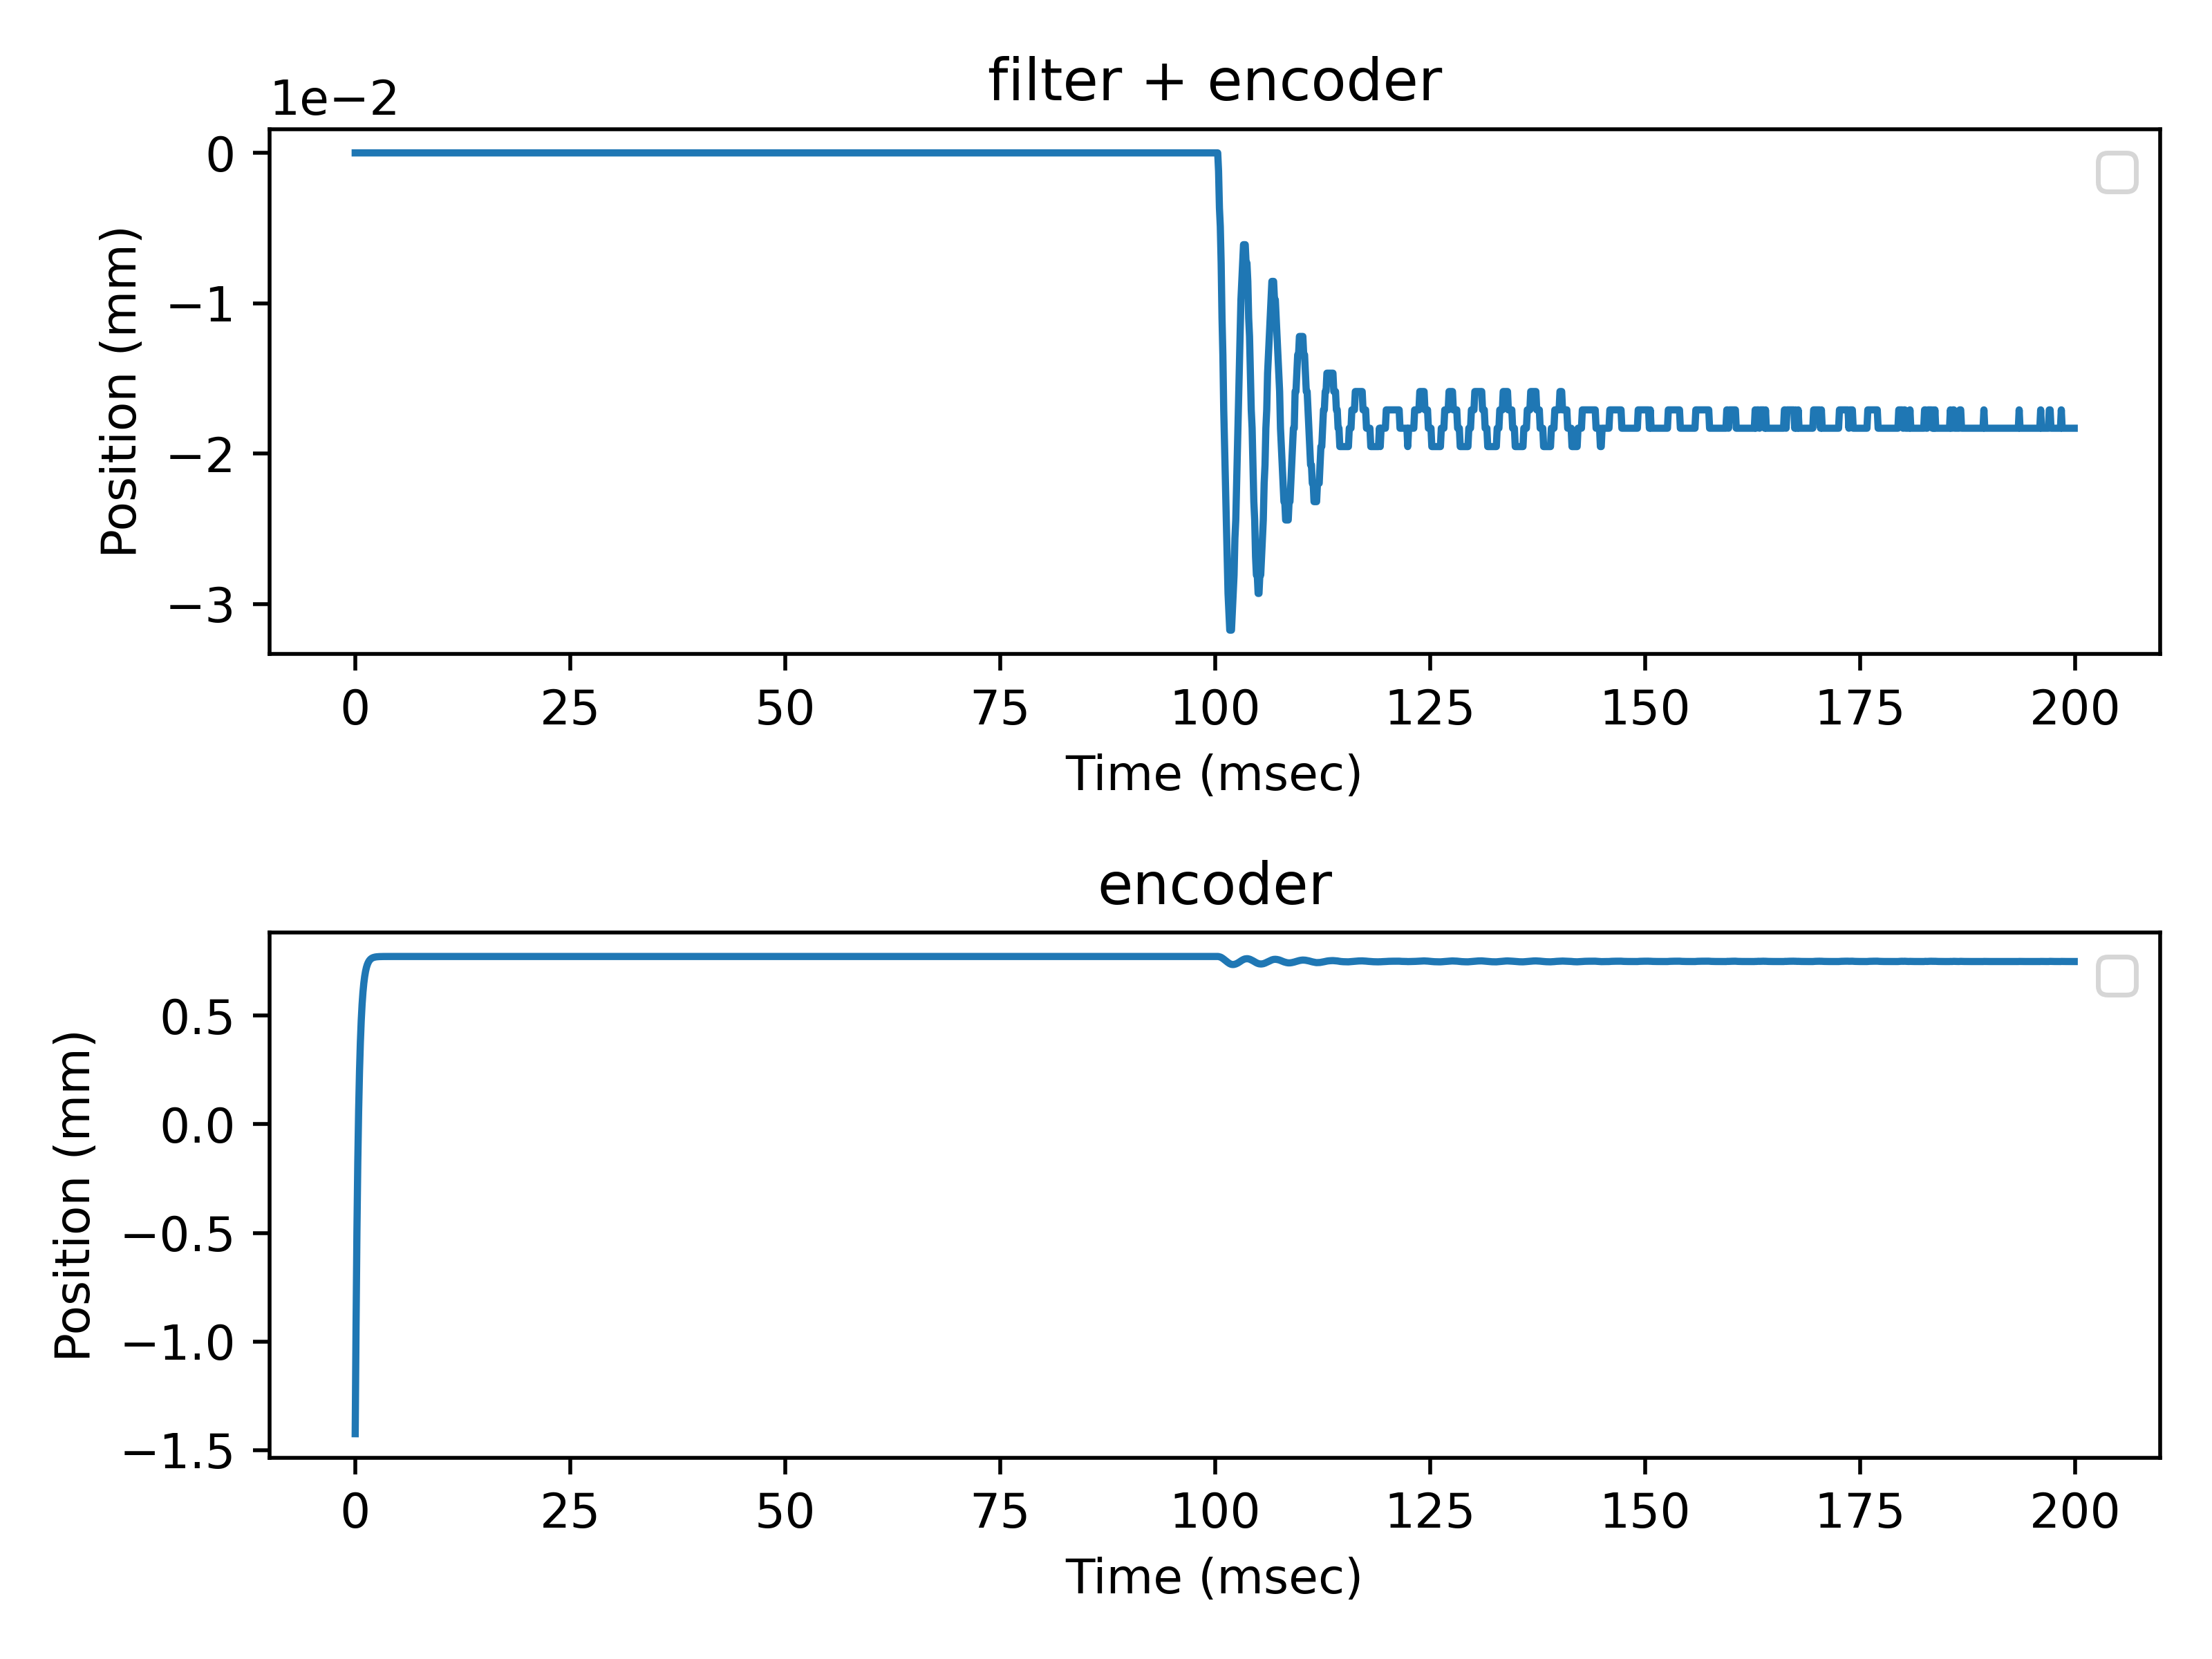 filter + encoder
1e−2
0
−1
−2
−3
Position (mm)
0 25 50 75 100 125 150 175 200
Time (msec)
encoder
0.5
0.0
−0.5
−1.0
−1.5
Position (mm)
0 25 50 75 100 125 150 175 200
Time (msec)